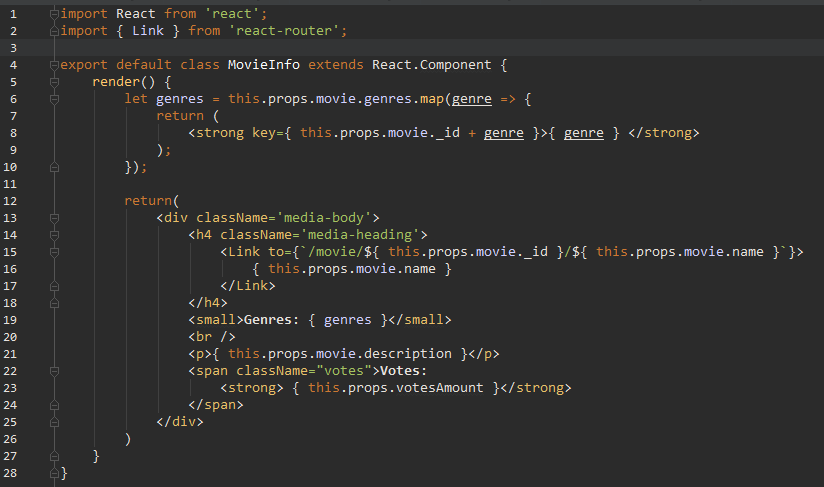 1 import React from 'react';
2 import { Link } from 'react-router';
3
4 export default class MovieInfo extends React.Component {
5     render() {
6         let genres = this.props.movie.genres.map(genre => {
7             return (
8                 <strong key={ this.props.movie._id + genre }>{ genre } </strong>
9             );
10         });
11
12         return(
13             <div className='media-body'>
14                 <h4 className='media-heading'>
15                     <Link to={`/movie/${ this.props.movie._id }/${ this.props.movie.name }`}>
16                         { this.props.movie.name }
17                     </Link>
18                 </h4>
19                 <small>Genres: { genres }</small>
20                 <br />
21                 <p>{ this.props.movie.description }</p>
22                 <span className="votes">Votes:
23                     <strong> { this.props.votesAmount }</strong>
24                 </span>
25             </div>
26         )
27     }
28 }